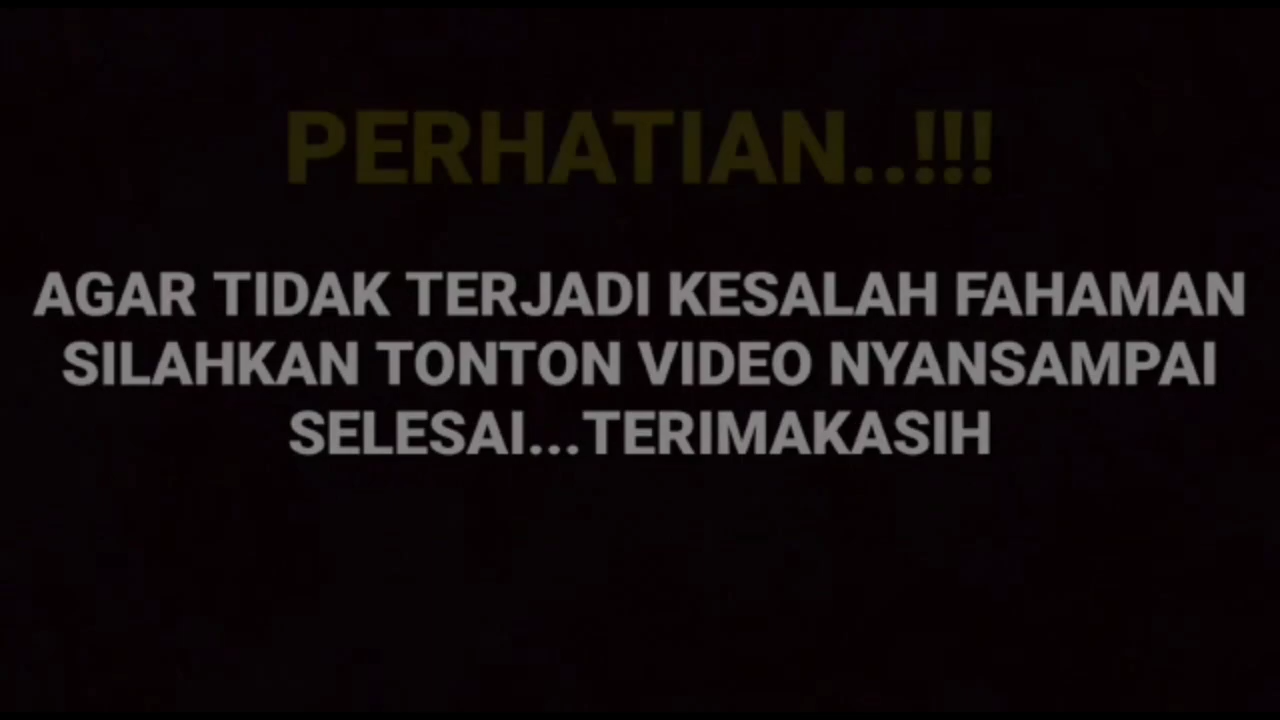 PERHATIAN..!!!
AGAR TIDAK TERJADI KESALAH FAHAMAN
SILAHKAN TONTON VIDEO NYANSAMPAI
SELESAI...TERIMAKASIH